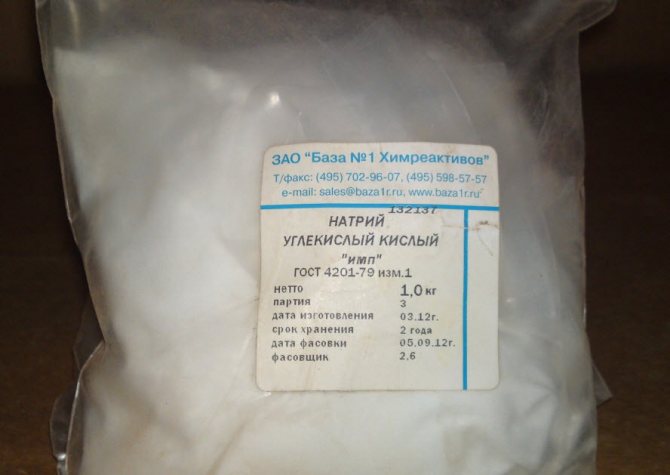 ЗАО "База №1 Химреактивов"
Т/факс: (495) 702-96-07, (495) 598-57-57
e-mail: sales@baza1r.ru, www.baza1r.ru
132137
НАТРИЙ
УГЛЕКИСЛЫЙ КИСЛЫЙ
"имп"
ГОСТ 4201-79 изм.1
нетто 1,0 кг
партия 3
дата изготовления 03.12г.
срок хранения 2 года
дата фасовки 05.09.12г.
фасовщик 2,6